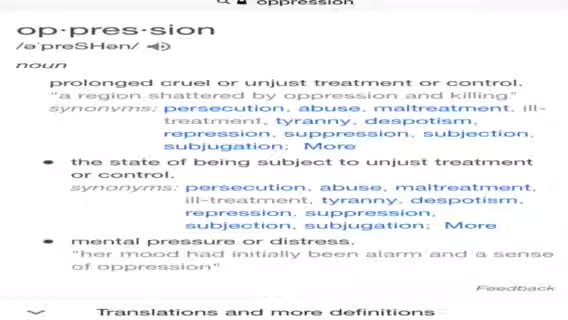 oppression
op·pres·sion
/əˈpreSHən/
noun
prolonged cruel or unjust treatment or control.
"a region shattered by oppression and killing"
synonyms: persecution, abuse, maltreatment, ill-
treatment, tyranny, despotism,
repression, suppression, subjection,
subjugation; More
• the state of being subject to unjust treatment
or control.
synonyms: persecution, abuse, maltreatment,
ill-treatment, tyranny, despotism,
repression, suppression,
subjection, subjugation; More
• mental pressure or distress.
"her mood had initially been alarm and a sense
of oppression"
Feedback
Translations and more definitions